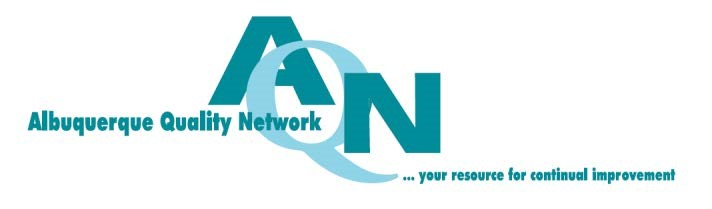 AQN
Albuquerque Quality Network
... your resource for continual improvement